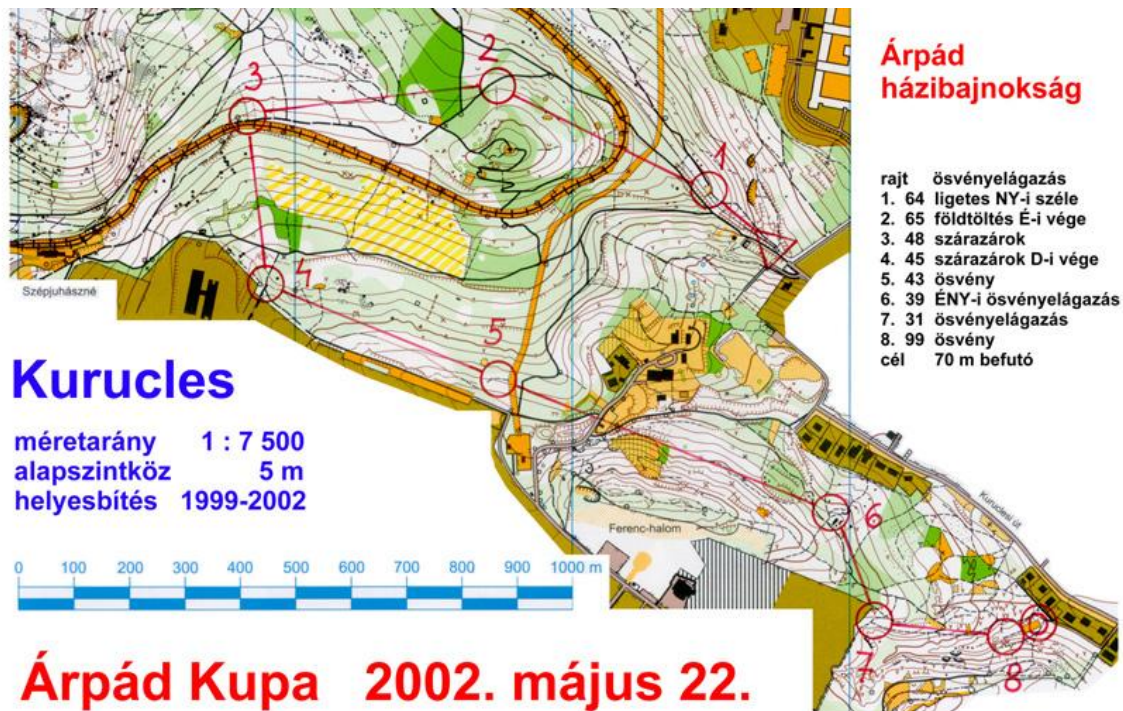 Árpád
házibajnokság
rajt ösvényelágazás
1. 64 ligetes NY-i széle
2. 65 földtöltés É-i vége
3. 48 szárazárok
4. 45 szárazárok D-i vége
5. 43 ösvény
6. 39 ÉNY-i ösvényelágazás
7. 31 ösvényelágazás
8. 99 ösvény
cél 70 m befutó
3
2
1
4
5
6
7
8
Szépjuhászné
Ferenc-halom
Kuruclesi út
Kurucles
méretarány 1 : 7 500
alapszintköz 5 m
helyesbítés 1999-2002
0 100 200 300 400 500 600 700 800 900 1000 m
Árpád Kupa 2002. május 22.